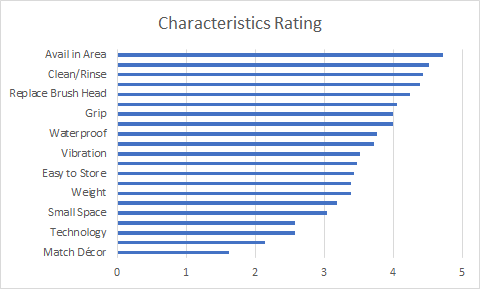 Characteristics Rating
Avail in Area
Clean/Rinse
Replace Brush Head
Grip
Waterproof
Vibration
Easy to Store
Weight
Small Space
Technology
Match Décor
0 1 2 3 4 5